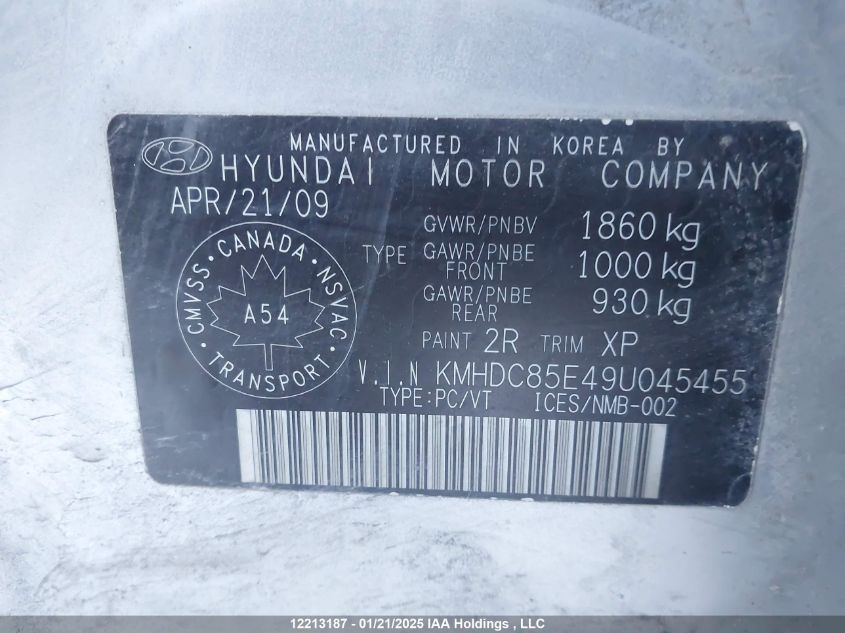 MANUFACTURED IN KOREA BY
HYUNDAI MOTOR COMPANY
APR/21/09
GVWR/PNBV 1860 kg
TYPE GAWR/PNBE FRONT 1000 kg
GAWR/PNBE REAR 930 kg
PAINT 2R TRIM XP
CMVSS • CANADA • NSVAC • TRANSPORT •
A54
V.I.N KMHDC85E49U045455
TYPE:PC/VT ICES/NMB-002
12213187 - 01/21/2025 IAA Holdings , LLC